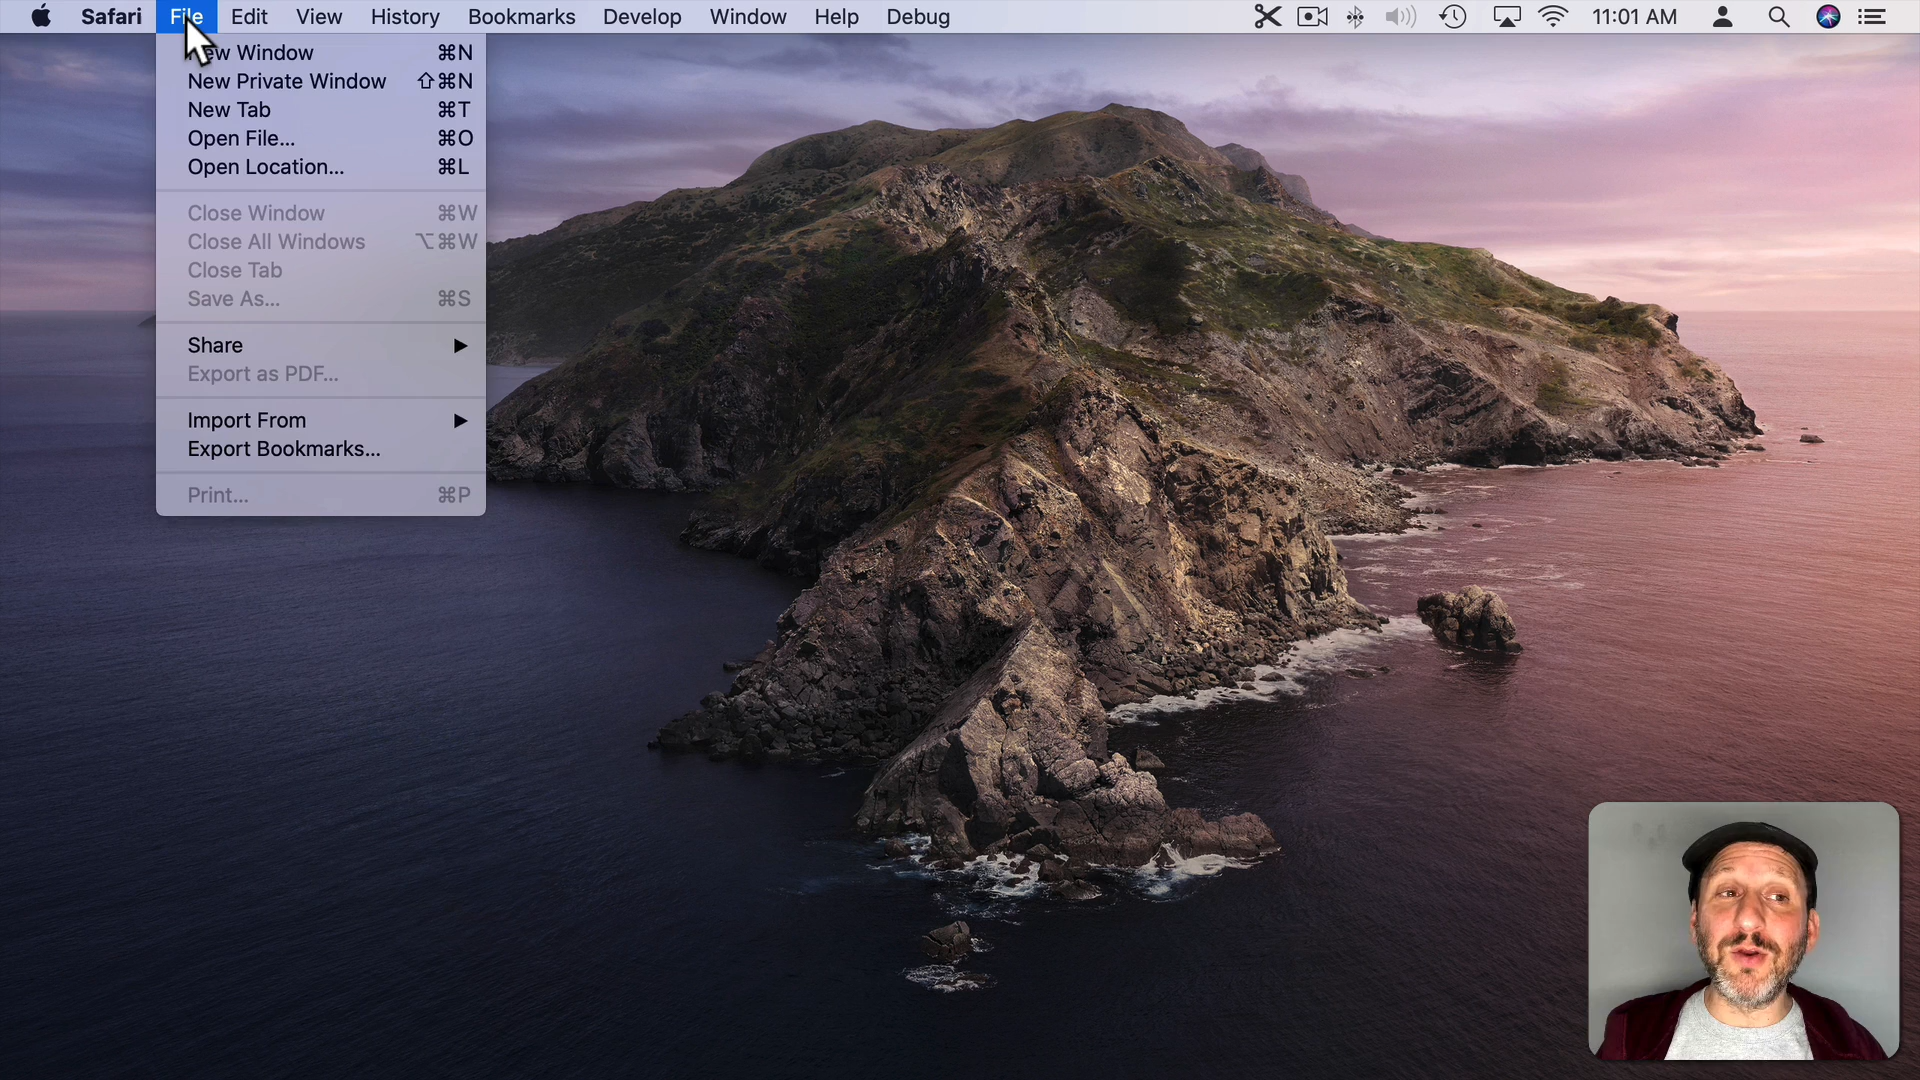 Safari File Edit View History Bookmarks Develop Window Help Debug 11:01 AM
Window ⌘N
New Private Window ⇧⌘N
New Tab ⌘T
Open File... ⌘O
Open Location... ⌘L
Close Window ⌘W
Close All Windows ⌥⌘W
Close Tab
Save As... ⌘S
Share ▶
Export as PDF...
Import From ▶
Export Bookmarks...
Print... ⌘P